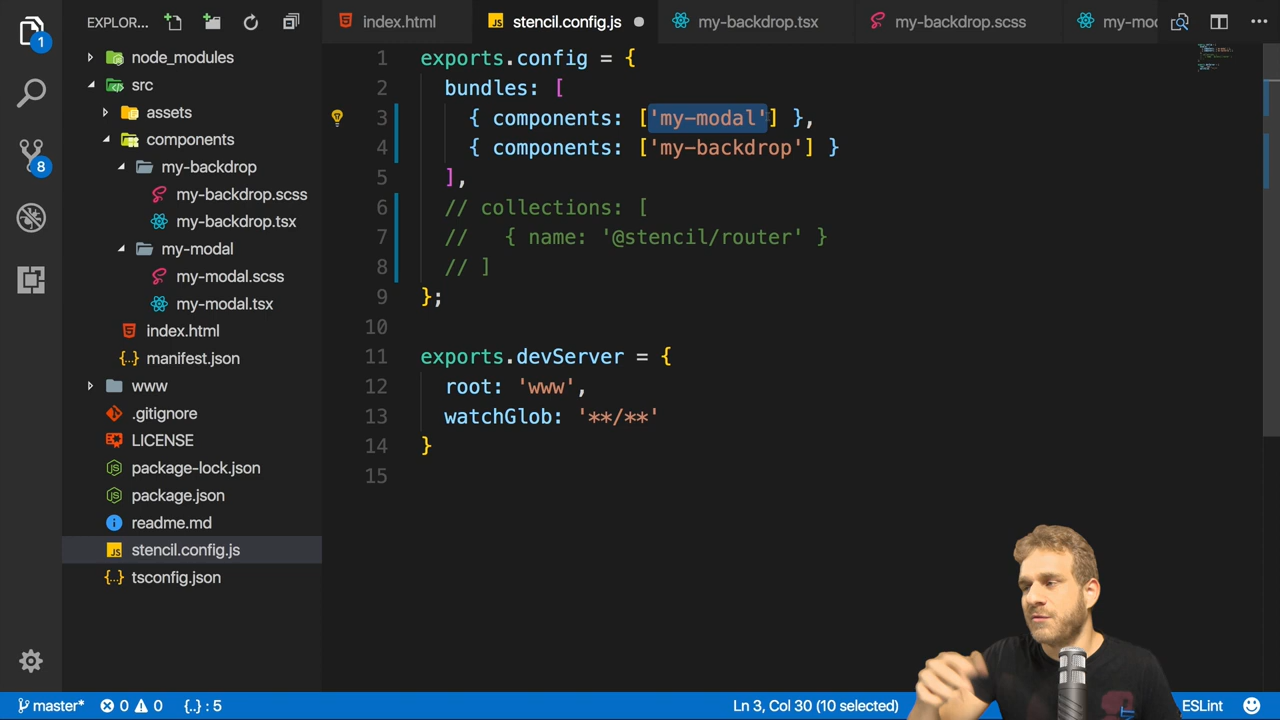 EXPLOR...
index.html
stencil.config.js
my-backdrop.tsx
my-backdrop.scss
my-mod
1
8
node_modules
src
assets
components
my-backdrop
my-backdrop.scss
my-backdrop.tsx
my-modal
my-modal.scss
my-modal.tsx
index.html
manifest.json
www
.gitignore
LICENSE
package-lock.json
package.json
readme.md
JS stencil.config.js
{..} tsconfig.json
1 exports.config = {
2 bundles: [
3 { components: ['my-modal'] },
4 { components: ['my-backdrop'] }
5 ],
6 // collections: [
7 //   { name: '@stencil/router' }
8 // ]
9 };
10
11 exports.devServer = {
12 root: 'www',
13 watchGlob: '**/**'
14 }
15
master* 0 0 {..} : 5
Ln 3, Col 30 (10 selected)
ESLint